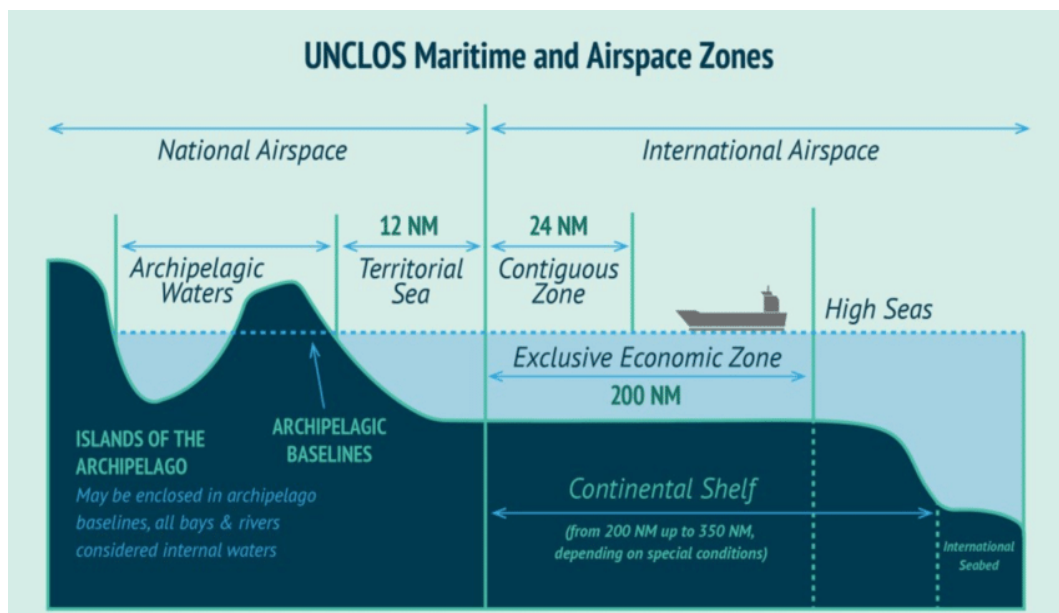 UNCLOS Maritime and Airspace Zones
National Airspace
International Airspace
12 NM
24 NM
Archipelagic
Waters
Territorial
Sea
Contiguous
Zone
High Seas
Exclusive Economic Zone
200 NM
ARCHIPELAGIC
BASELINES
ISLANDS OF THE
ARCHIPELAGO
May be enclosed in archipelago
baselines, all bays & rivers
considered internal waters
Continental Shelf
(from 200 NM up to 350 NM,
depending on special conditions)
International
Seabed